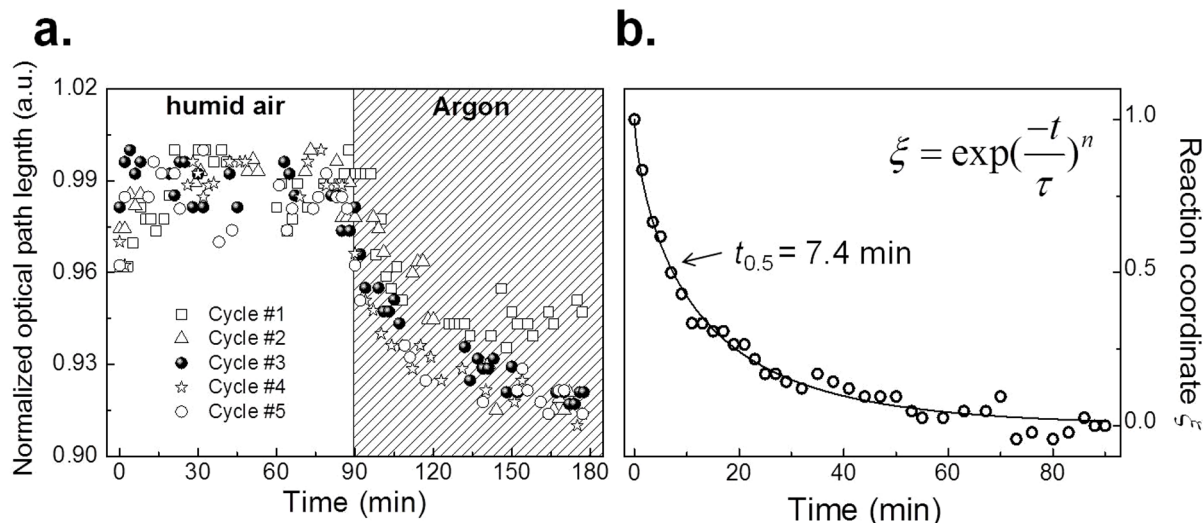 a.
Normalized optical path legnth (a.u.)
1.02
0.99
0.96
0.93
0.90
humid air
Argon
Cycle #1
Cycle #2
Cycle #3
Cycle #4
Cycle #5
0 30 60 90 120 150 180
Time (min)
b.
ξ = exp(−t/τ)ⁿ
t0.5 = 7.4 min
1.0
0.5
0.0
Reaction coordinate ξ
0 20 40 60 80
Time (min)